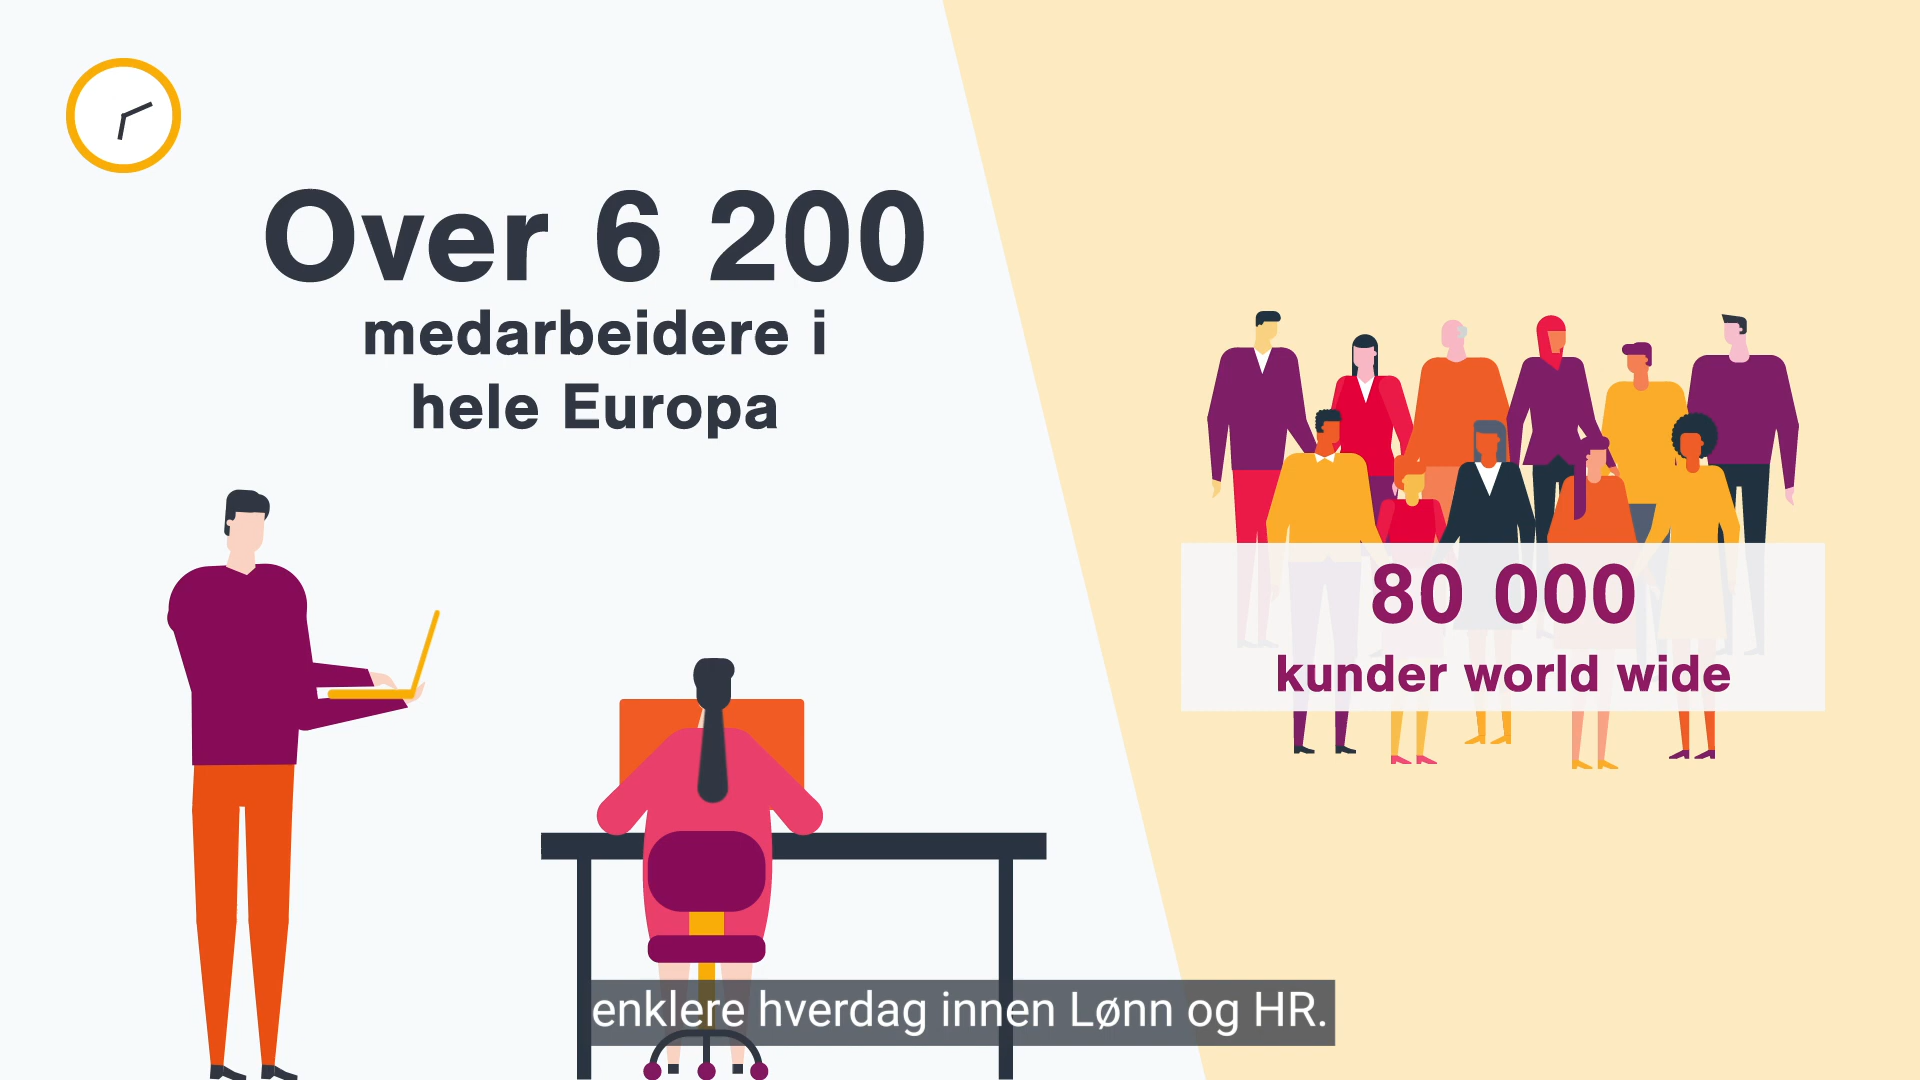 Over 6 200
medarbeidere i
hele Europa
80 000
kunder world wide
enklere hverdag innen Lønn og HR.